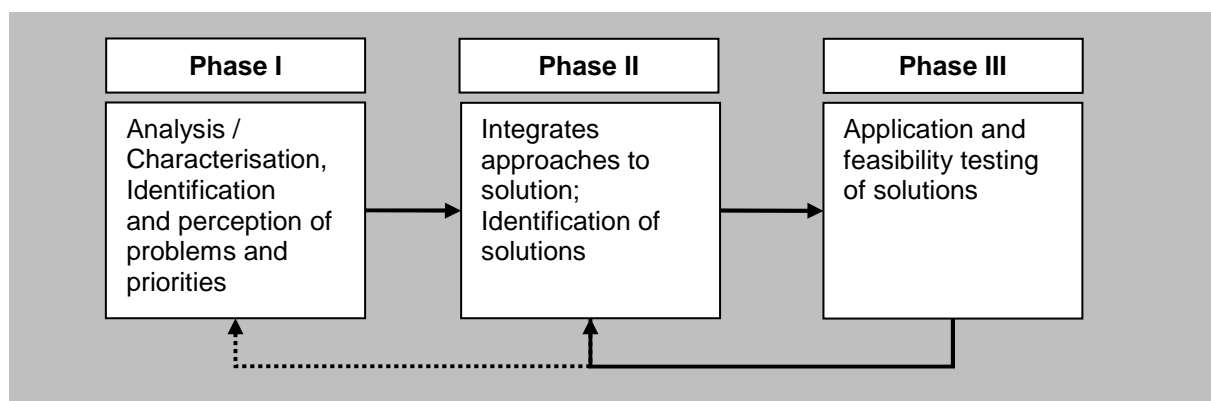 Phase I
Analysis /
Characterisation,
Identification
and perception of
problems and
priorities
Phase II
Integrates
approaches to
solution;
Identification of
solutions
Phase III
Application and
feasibility testing
of solutions